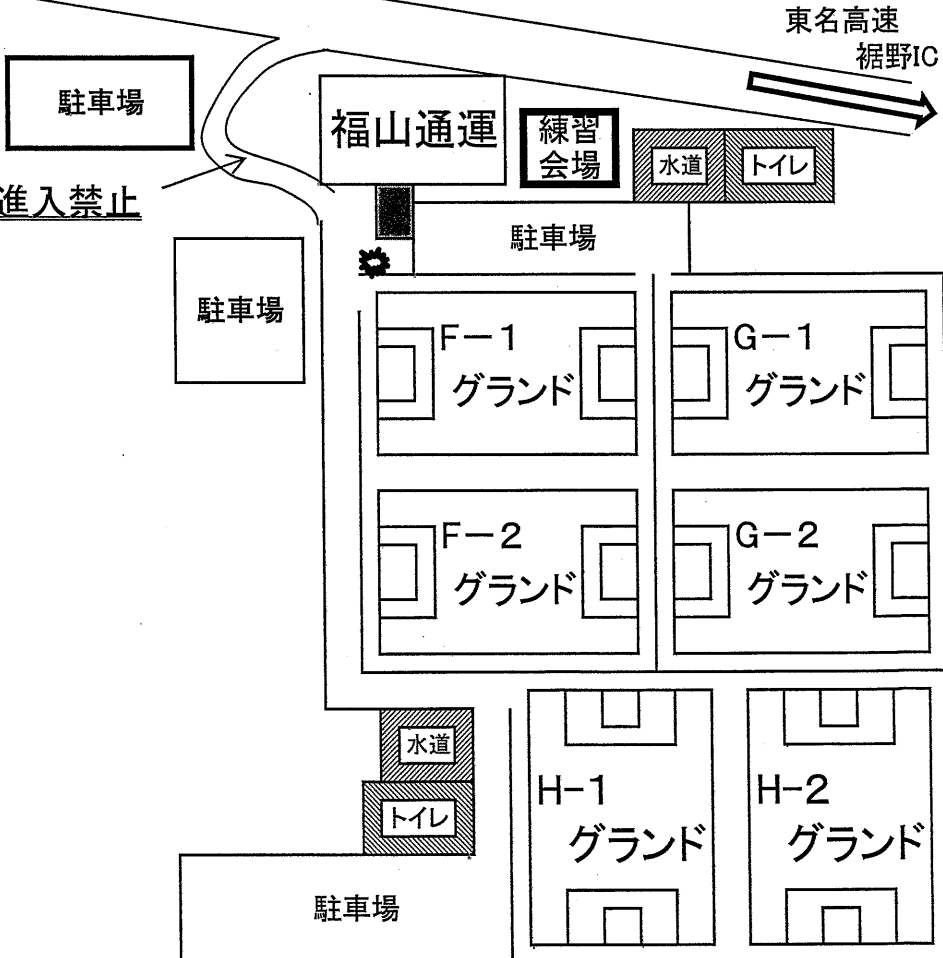 東名高速
裾野IC
駐車場
福山通運
練習
会場
水道
トイレ
進入禁止
駐車場
駐車場
F-1
グランド
G-1
グランド
F-2
グランド
G-2
グランド
水道
トイレ
H-1
グランド
H-2
グランド
駐車場